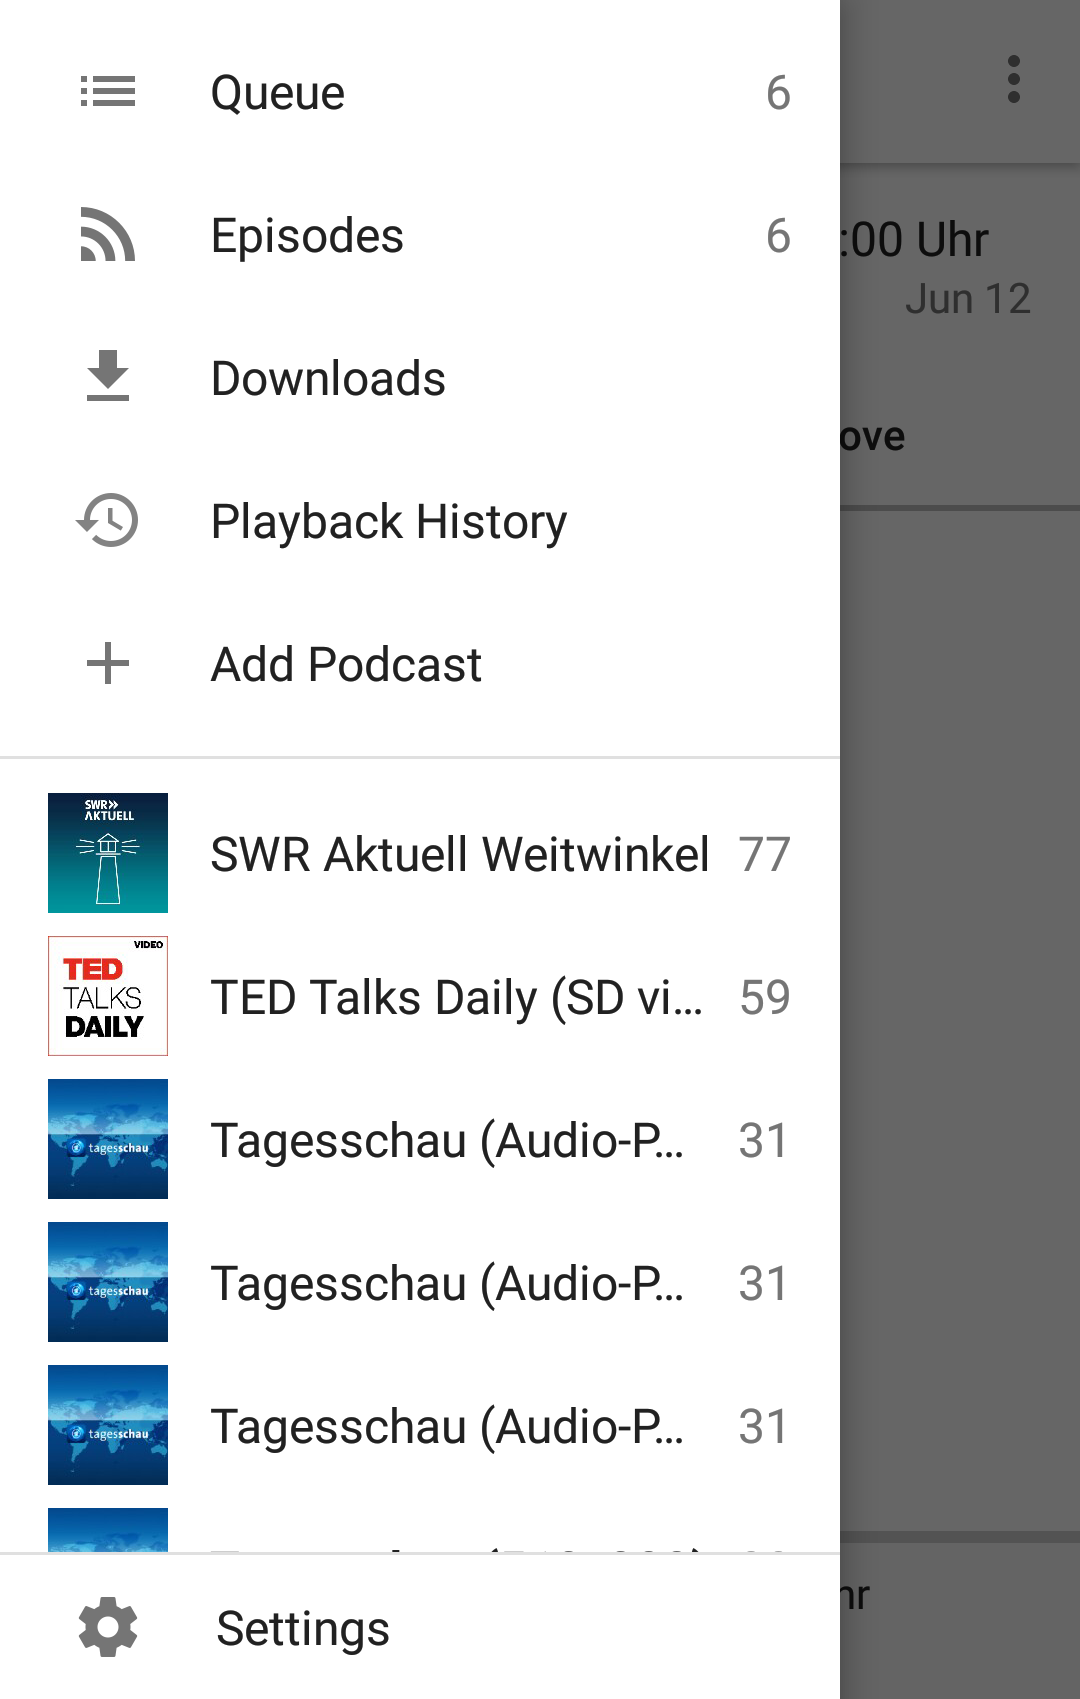 Queue 6
Episodes 6
Downloads
Playback History
Add Podcast
SWR»
AKTUELL
SWR Aktuell Weitwinkel 77
VIDEO
TED
TALKS
DAILY
TED Talks Daily (SD vi... 59
tagesschau
Tagesschau (Audio-P... 31
tagesschau
Tagesschau (Audio-P... 31
tagesschau
Tagesschau (Audio-P... 31
Settings
:00 Uhr
Jun 12
ove
hr